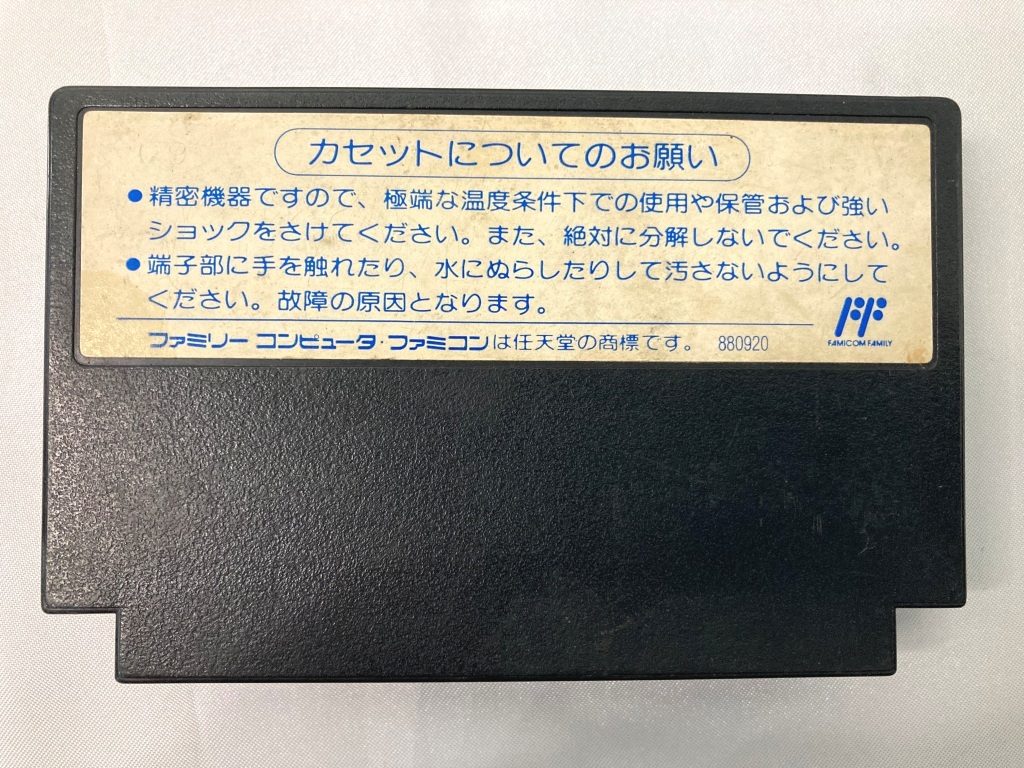 カセットについてのお願い
●精密機器ですので、極端な温度条件下での使用や保管および強い
ショックをさけてください。また、絶対に分解しないでください。
●端子部に手を触れたり、水にぬらしたりして汚さないようにして
ください。故障の原因となります。
FAMICOM FAMILY
ファミリー コンピュータ・ファミコンは任天堂の商標です。 880920